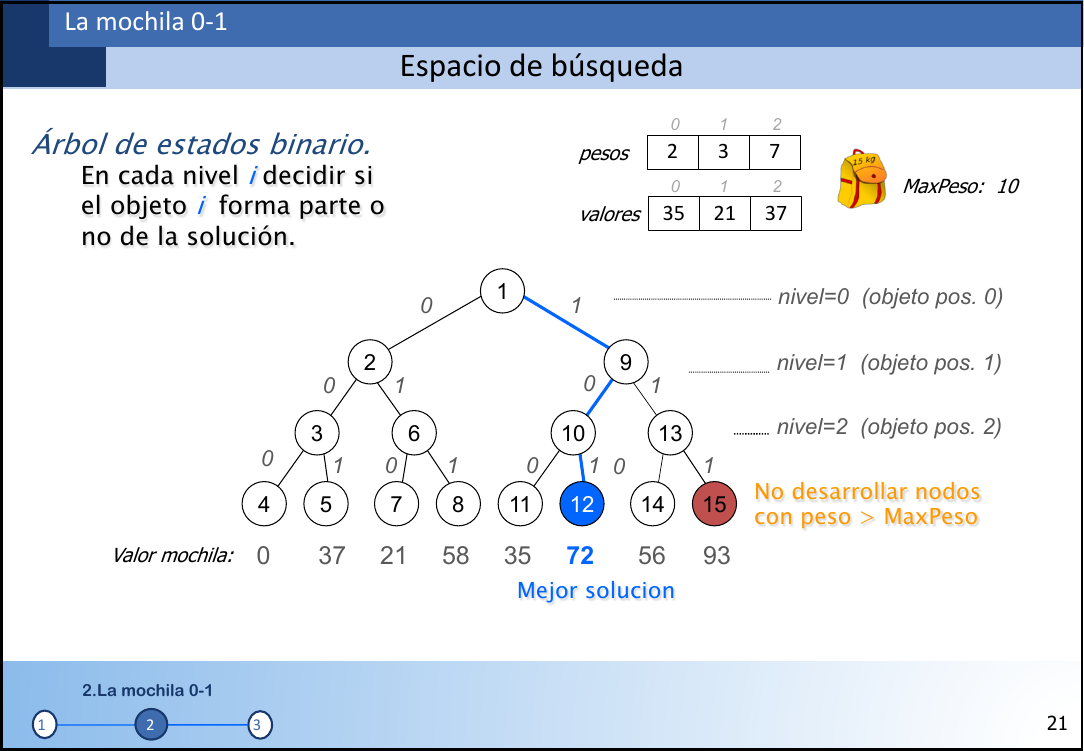 La mochila 0-1
Espacio de búsqueda
Árbol de estados binario.
En cada nivel i decidir si
el objeto i forma parte o
no de la solución.
0 1 2
pesos 2 3 7
0 1 2
valores 35 21 37
15 kg
MaxPeso: 10
1
0 1
nivel=0 (objeto pos. 0)
2 9
0 1 0 1
nivel=1 (objeto pos. 1)
3 6 10 13
0 1 0 1 0 1 0 1
nivel=2 (objeto pos. 2)
4 5 7 8 11 12 14 15
No desarrollar nodos
con peso > MaxPeso
Valor mochila: 0 37 21 58 35 72 56 93
Mejor solucion
2.La mochila 0-1
1 2 3
21